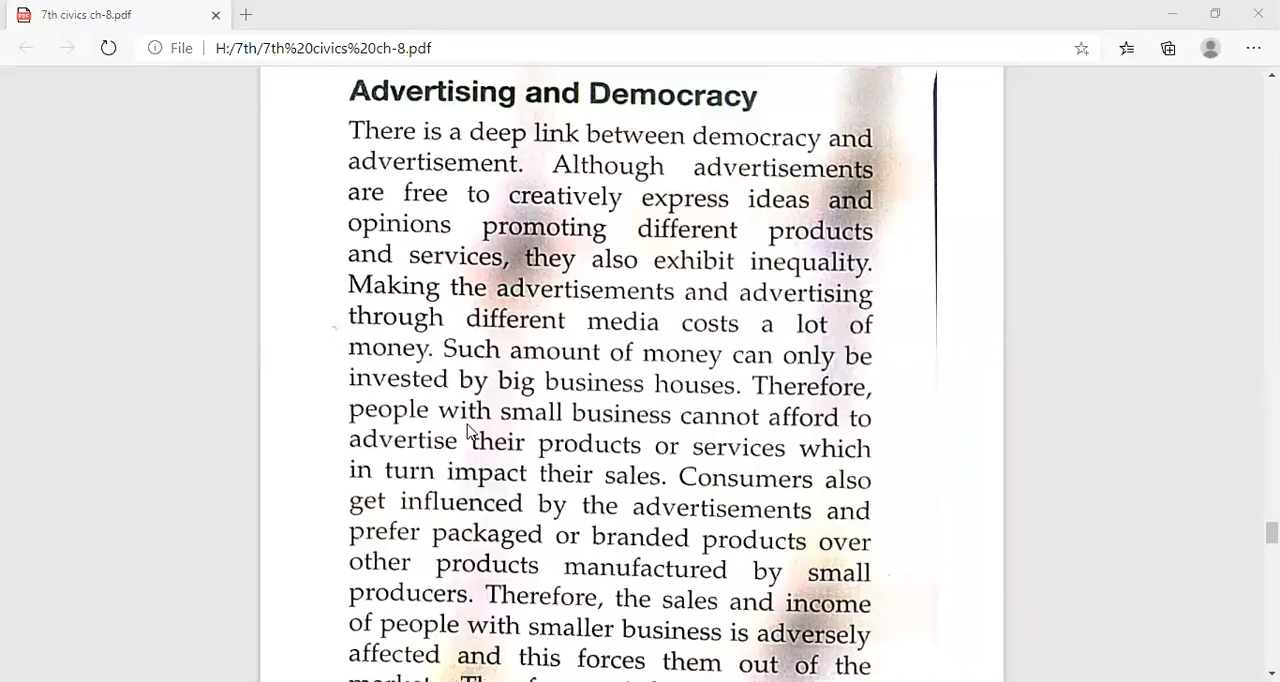 7th civics ch-8.pdf
File
H:/7th/7th%20civics%20ch-8.pdf
Advertising and Democracy
There is a deep link between democracy and
advertisement. Although advertisements
are free to creatively express ideas and
opinions promoting different products
and services, they also exhibit inequality.
Making the advertisements and advertising
through different media costs a lot of
money. Such amount of money can only be
invested by big business houses. Therefore,
people with small business cannot afford to
advertise their products or services which
in turn impact their sales. Consumers also
get influenced by the advertisements and
prefer packaged or branded products over
other products manufactured by small
producers. Therefore, the sales and income
of people with smaller business is adversely
affected and this forces them out of the